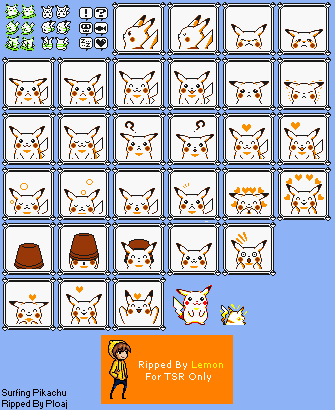 Ripped By Lemon
For TSR Only
Surfing Pikachu
Ripped By Ploaj